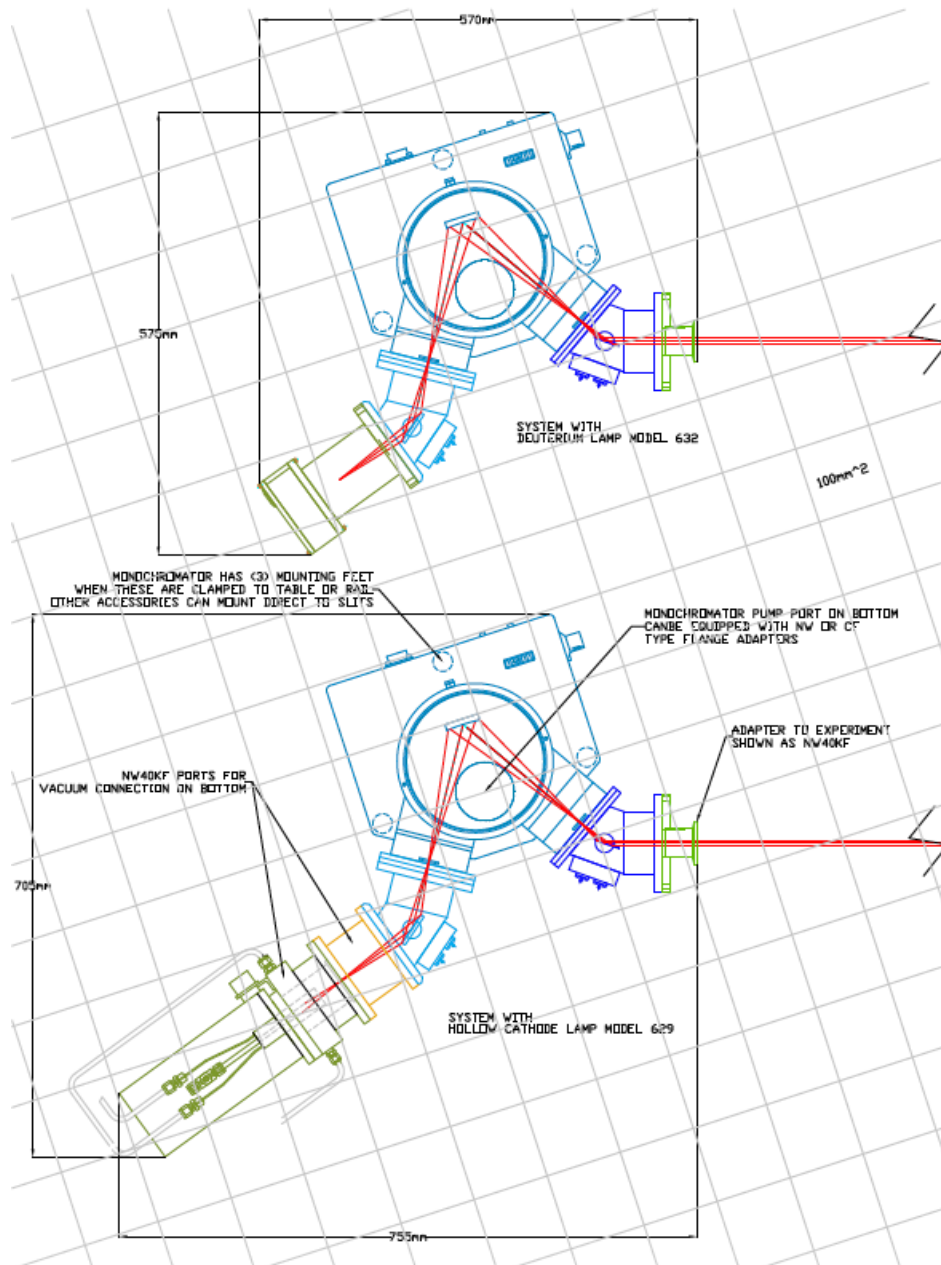 570mm
575mm
SYSTEM WITH
DEUTERIUM LAMP MODEL 632
100mm^2
MONOCHROMATOR HAS (3) MOUNTING FEET
WHEN THESE ARE CLAMPED TO TABLE OR RAIL
OTHER ACCESSORIES CAN MOUNT DIRECT TO SLITS
MONOCHROMATOR PUMP PORT ON BOTTOM
CANBE EQUIPPED WITH NW OR CF
TYPE FLANGE ADAPTERS
ADAPTER TO EXPERIMENT
SHOWN AS NW40KF
NW40KF PORTS FOR
VACUUM CONNECTION ON BOTTOM
705mm
SYSTEM WITH
HOLLOW CATHODE LAMP MODEL 629
755mm